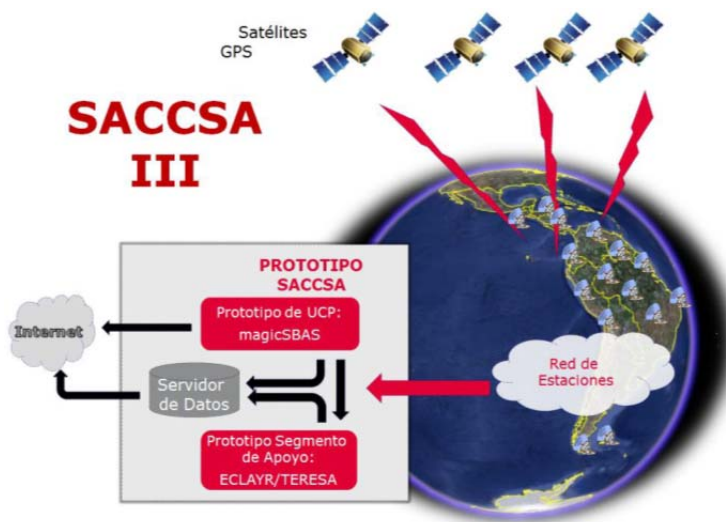 Satélites
GPS
SACCSA
III
PROTOTIPO
SACCSA
Prototipo de UCP:
magicSBAS
Internet
Servidor
de Datos
Red de
Estaciones
Prototipo Segmento
de Apoyo:
ECLAYR/TERESA